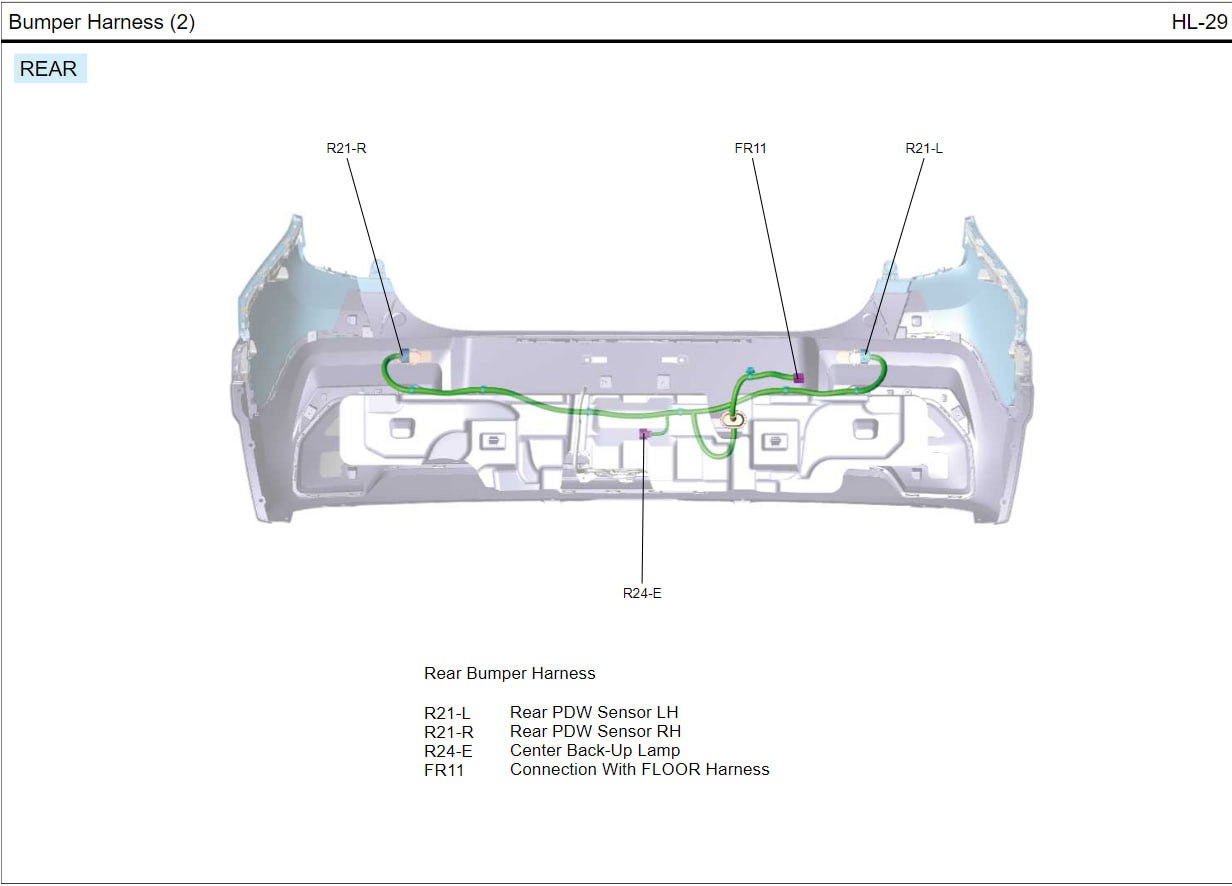 Bumper Harness (2) HL-29
REAR
R21-R FR11 R21-L
R24-E
Rear Bumper Harness
R21-L Rear PDW Sensor LH
R21-R Rear PDW Sensor RH
R24-E Center Back-Up Lamp
FR11 Connection With FLOOR Harness